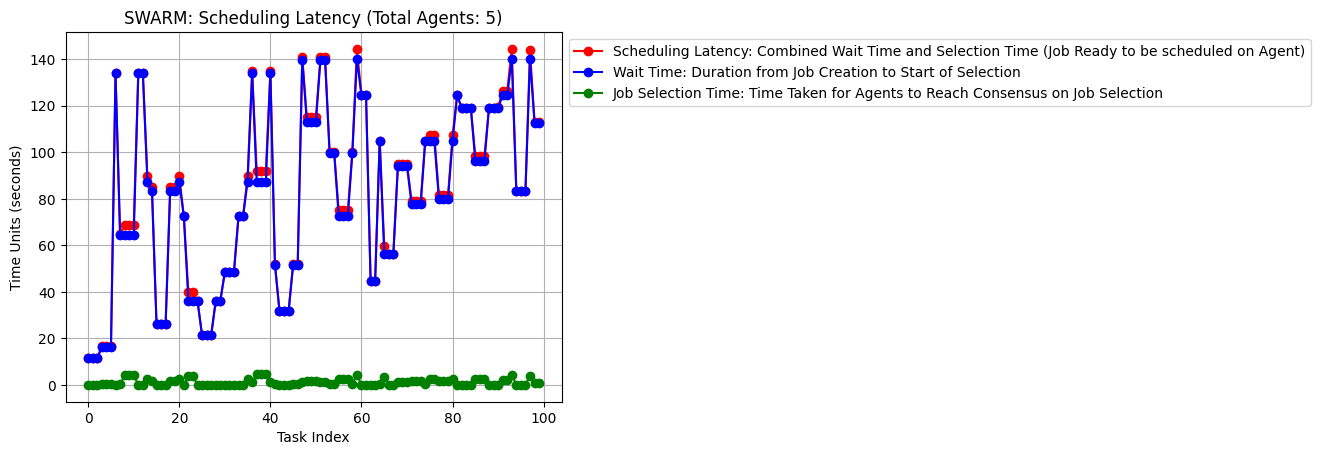 SWARM: Scheduling Latency (Total Agents: 5)
Scheduling Latency: Combined Wait Time and Selection Time (Job Ready to be scheduled on Agent)
Wait Time: Duration from Job Creation to Start of Selection
Job Selection Time: Time Taken for Agents to Reach Consensus on Job Selection
Time Units (seconds)
140
120
100
80
60
40
20
0
0 20 40 60 80 100
Task Index